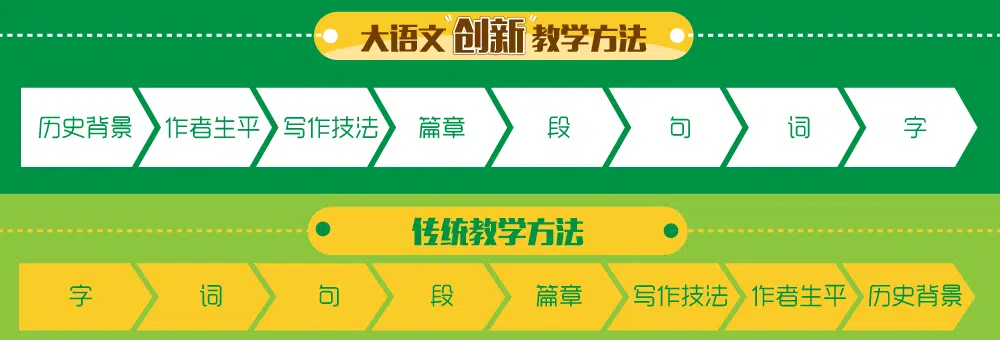 大语文“创新”教学方法
历史背景 作者生平 写作技法 篇章 段 句 词 字
传统教学方法
字 词 句 段 篇章 写作技法 作者生平 历史背景